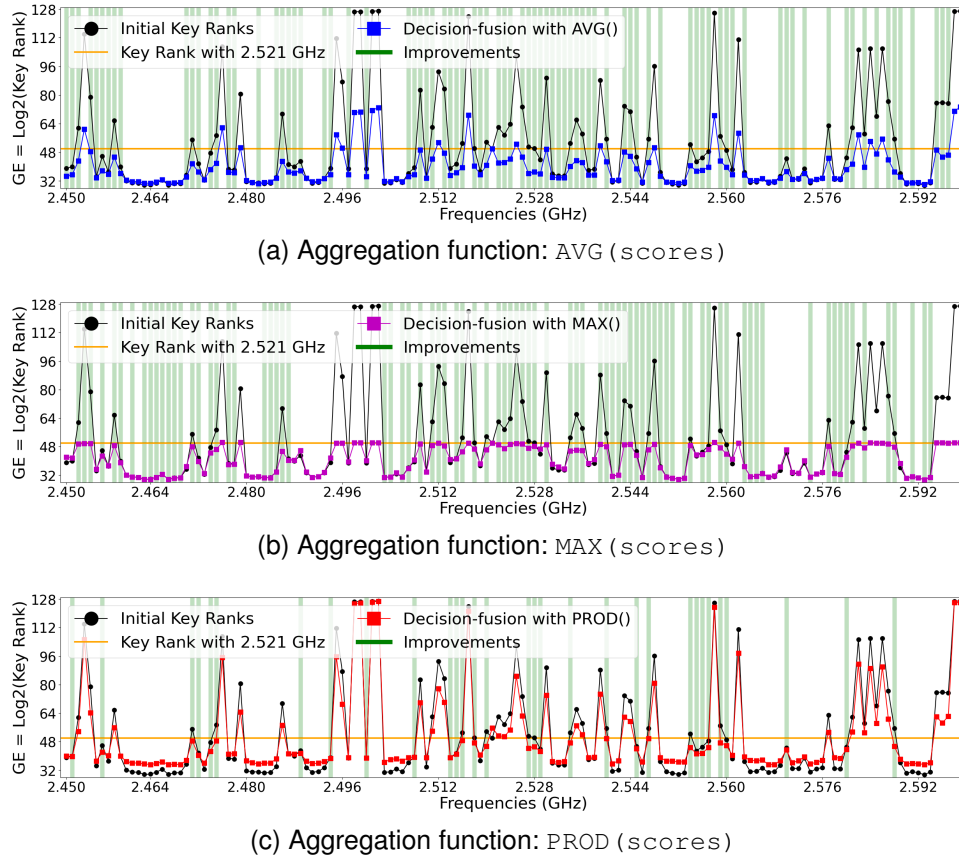 GE = Log2(Key Rank)
128
112
96
80
64
48
32
Initial Key Ranks
Key Rank with 2.521 GHz
Decision-fusion with AVG()
Improvements
2.450 2.464 2.480 2.496 2.512 2.528 2.544 2.560 2.576 2.592
Frequencies (GHz)
(a) Aggregation function: AVG(scores)
GE = Log2(Key Rank)
128
112
96
80
64
48
32
Initial Key Ranks
Key Rank with 2.521 GHz
Decision-fusion with MAX()
Improvements
2.450 2.464 2.480 2.496 2.512 2.528 2.544 2.560 2.576 2.592
Frequencies (GHz)
(b) Aggregation function: MAX(scores)
GE = Log2(Key Rank)
128
112
96
80
64
48
32
Initial Key Ranks
Key Rank with 2.521 GHz
Decision-fusion with PROD()
Improvements
2.450 2.464 2.480 2.496 2.512 2.528 2.544 2.560 2.576 2.592
Frequencies (GHz)
(c) Aggregation function: PROD(scores)